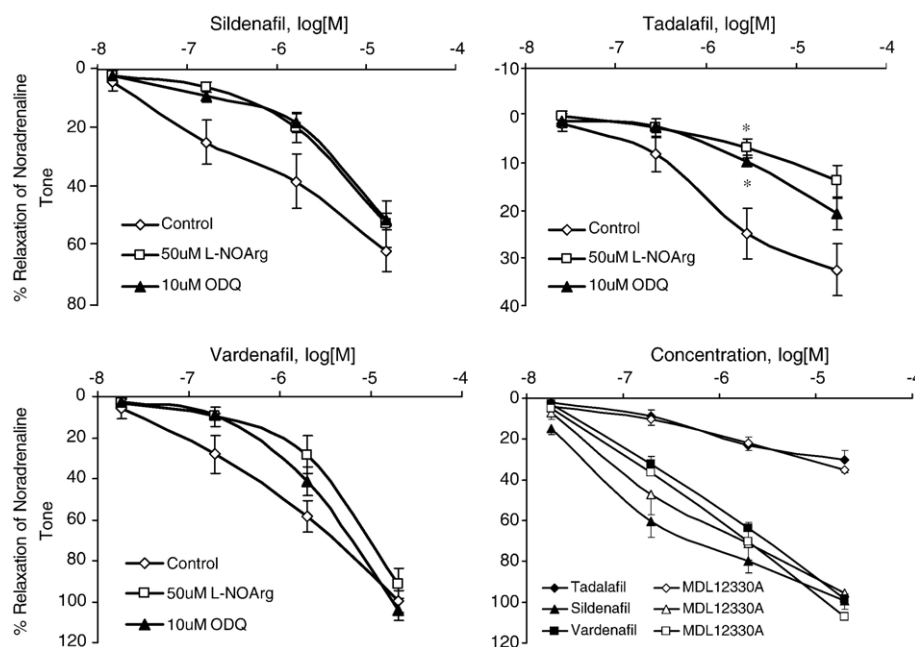 Sildenafil, log[M]
-8 -7 -6 -5 -4
0
20
40
60
80
% Relaxation of Noradrenaline
Tone
Control
50uM L-NOArg
10uM ODQ
Tadalafil, log[M]
-8 -7 -6 -5 -4
-10
0
10
20
30
40
*
*
Control
50uM L-NOArg
10uM ODQ
Vardenafil, log[M]
-8 -7 -6 -5 -4
0
20
40
60
80
100
120
% Relaxation of Noradrenaline
Tone
Control
50uM L-NOArg
10uM ODQ
Concentration, log[M]
-8 -7 -6 -5 -4
0
20
40
60
80
100
120
Tadalafil MDL12330A
Sildenafil MDL12330A
Vardenafil MDL12330A